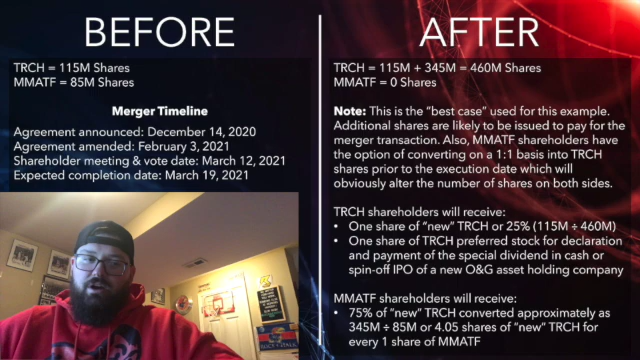 BEFORE
TRCH = 115M Shares
MMATF = 85M Shares
Merger Timeline
Agreement announced: December 14, 2020
Agreement amended: February 3, 2021
Shareholder meeting & vote date: March 12, 2021
Expected completion date: March 19, 2021
AFTER
TRCH = 115M + 345M = 460M Shares
MMATF = 0 Shares
Note: This is the "best case" used for this example.
Additional shares are likely to be issued to pay for the
merger transaction. Also, MMATF shareholders have
the option of converting on a 1:1 basis into TRCH
shares prior to the execution date which will
obviously alter the number of shares on both sides.
TRCH shareholders will receive:
• One share of "new" TRCH or 25% (115M ÷ 460M)
• One share of TRCH preferred stock for declaration
and payment of the special dividend in cash or
spin-off IPO of a new O&G asset holding company
MMATF shareholders will receive:
• 75% of "new" TRCH converted approximately as
345M ÷ 85M or 4.05 shares of "new" TRCH for
every 1 share of MMATF